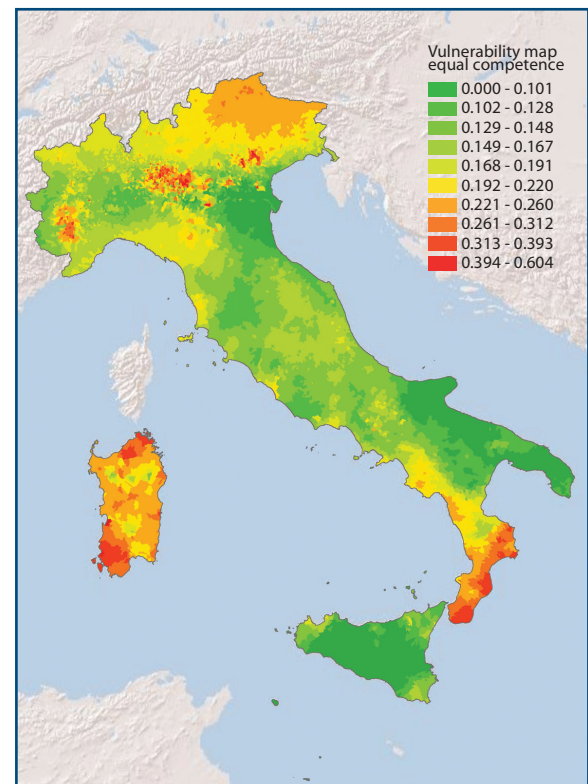 Vulnerability map
equal competence
0.000 - 0.101
0.102 - 0.128
0.129 - 0.148
0.149 - 0.167
0.168 - 0.191
0.192 - 0.220
0.221 - 0.260
0.261 - 0.312
0.313 - 0.393
0.394 - 0.604